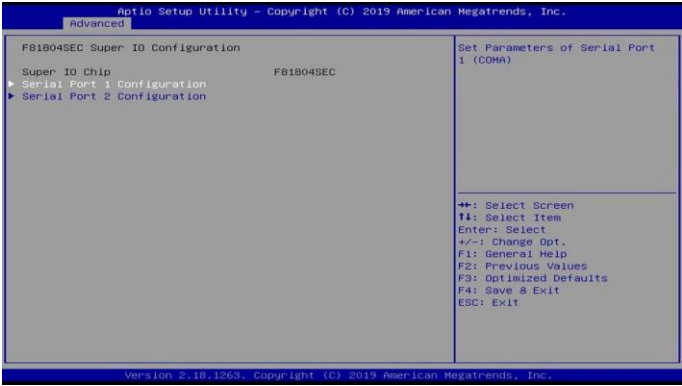 Aptio Setup Utility – Copyright (C) 2019 American Megatrends, Inc.
Advanced
F81804SEC Super IO Configuration
Super IO Chip F81804SEC
Serial Port 1 Configuration
Serial Port 2 Configuration
Set Parameters of Serial Port
1 (COMA)
→←: Select Screen
↑↓: Select Item
Enter: Select
+/-: Change Opt.
F1: General Help
F2: Previous Values
F3: Optimized Defaults
F4: Save & Exit
ESC: Exit
Version 2.18.1263. Copyright (C) 2019 American Megatrends, Inc.